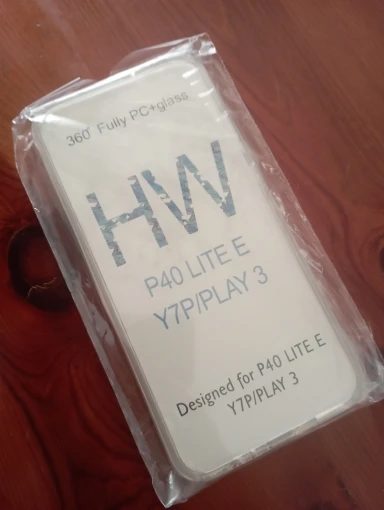 360° Fully PC+glass
HW
P40 LITE E
Y7P/PLAY 3
Designed for P40 LITE E
Y7P/PLAY 3